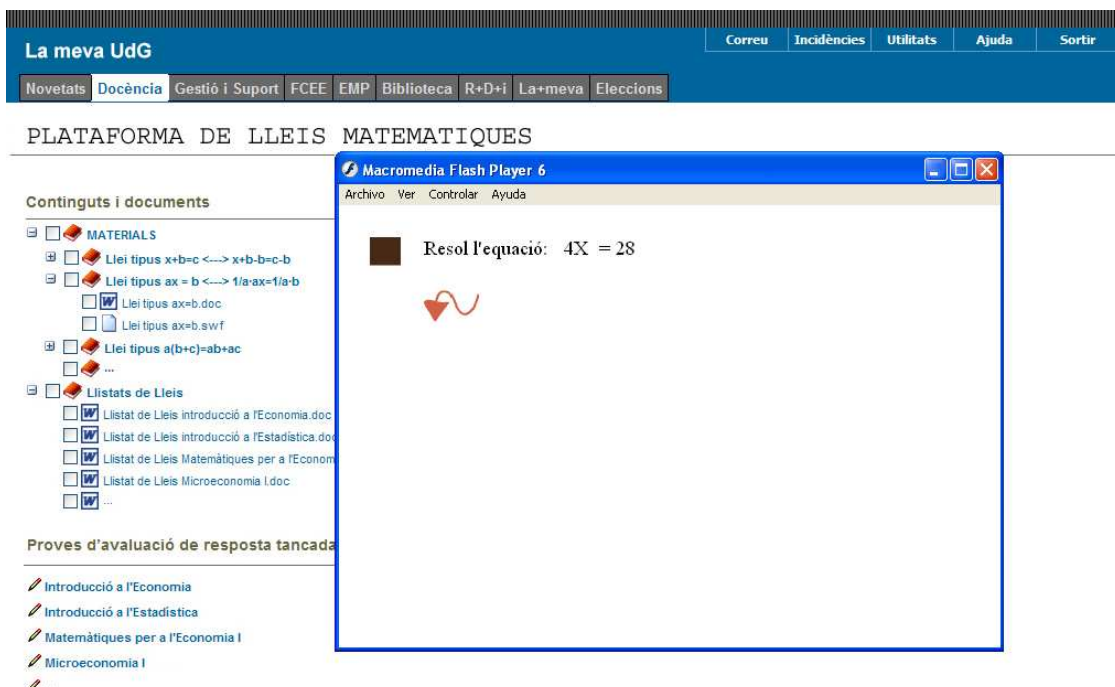 La meva UdG
Correu Incidències Utilitats Ajuda Sortir
Novetats Docència Gestió i Suport FCEE EMP Biblioteca R+D+i La+meva Eleccions
PLATAFORMA DE LLEIS MATEMATIQUES
Continguts i documents
MATERIALS
Llei tipus x+b=c <---> x+b-b=c-b
Llei tipus ax = b <---> 1/a·ax=1/a·b
Llei tipus ax=b.doc
Llei tipus ax=b.swf
Llei tipus a(b+c)=ab+ac
...
Llistats de Lleis
Llistat de Lleis introducció a l'Economia.doc
Llistat de Lleis introducció a l'Estadística.doc
Llistat de Lleis Matemàtiques per a l'Econom
Llistat de Lleis Microeconomia I.doc
...
Proves d'avaluació de resposta tancada
Introducció a l'Economia
Introducció a l'Estadística
Matemàtiques per a l'Economia I
Microeconomia I
Macromedia Flash Player 6
Archivo Ver Controlar Ayuda
Resol l'equació: 4X = 28